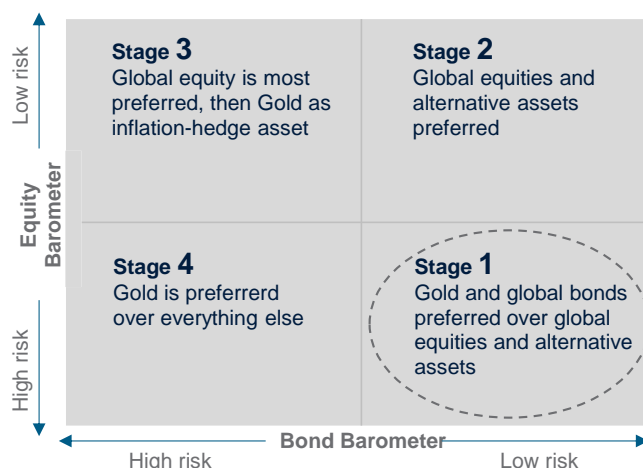 Stage 3
Global equity is most
preferred, then Gold as
inflation-hedge asset
Stage 2
Global equities and
alternative assets
preferred
Low risk
Equity
Barometer
High risk
Stage 4
Gold is preferrerd
over everything else
Stage 1
Gold and global bonds
preferred over global
equities and alternative
assets
Bond Barometer
High risk
Low risk